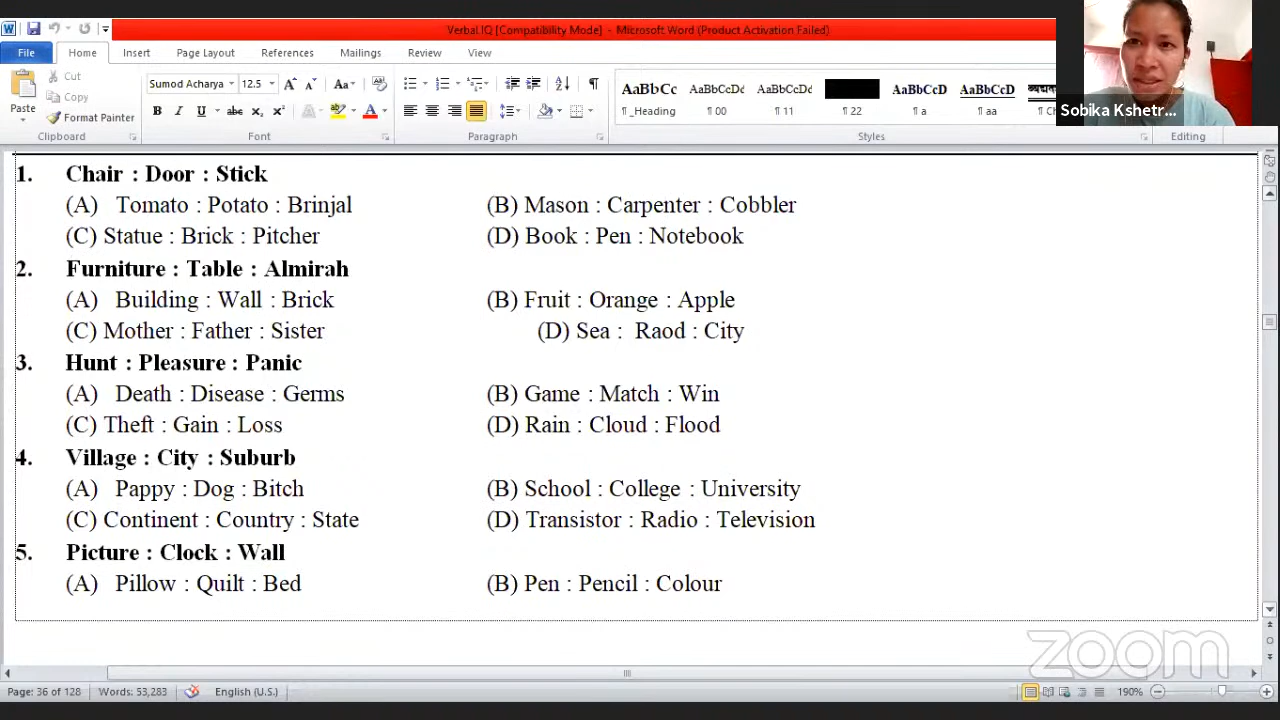 Verbal IQ [Compatibility Mode] - Microsoft Word (Product Activation Failed)
File Home Insert Page Layout References Mailings Review View
Cut
Copy
Paste Format Painter
Clipboard
Sumod Acharya 12.5
Font
Paragraph
AaBbCc AaBbCcDc AaBbCcDc AaBbCcD AaBbCcD
¶ _Heading ¶ 00 ¶ 11 ¶ 22 ¶ a ¶ aa
Styles
Editing
Sobika Kshetr...
1. Chair : Door : Stick
(A) Tomato : Potato : Brinjal (B) Mason : Carpenter : Cobbler
(C) Statue : Brick : Pitcher (D) Book : Pen : Notebook
2. Furniture : Table : Almirah
(A) Building : Wall : Brick (B) Fruit : Orange : Apple
(C) Mother : Father : Sister (D) Sea : Raod : City
3. Hunt : Pleasure : Panic
(A) Death : Disease : Germs (B) Game : Match : Win
(C) Theft : Gain : Loss (D) Rain : Cloud : Flood
4. Village : City : Suburb
(A) Pappy : Dog : Bitch (B) School : College : University
(C) Continent : Country : State (D) Transistor : Radio : Television
5. Picture : Clock : Wall
(A) Pillow : Quilt : Bed (B) Pen : Pencil : Colour
zoom
Page: 36 of 128 Words: 53,283 English (U.S.) 190%